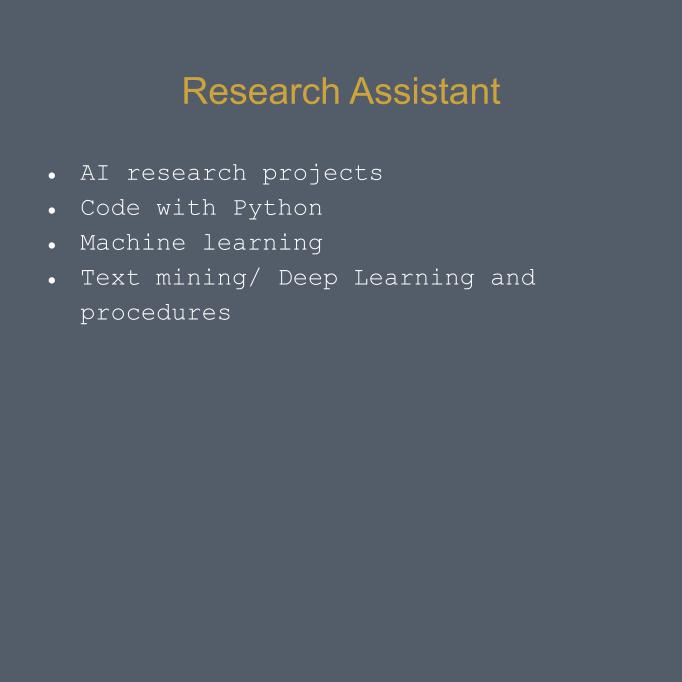 Research Assistant
• AI research projects
• Code with Python
• Machine learning
• Text mining/ Deep Learning and
procedures